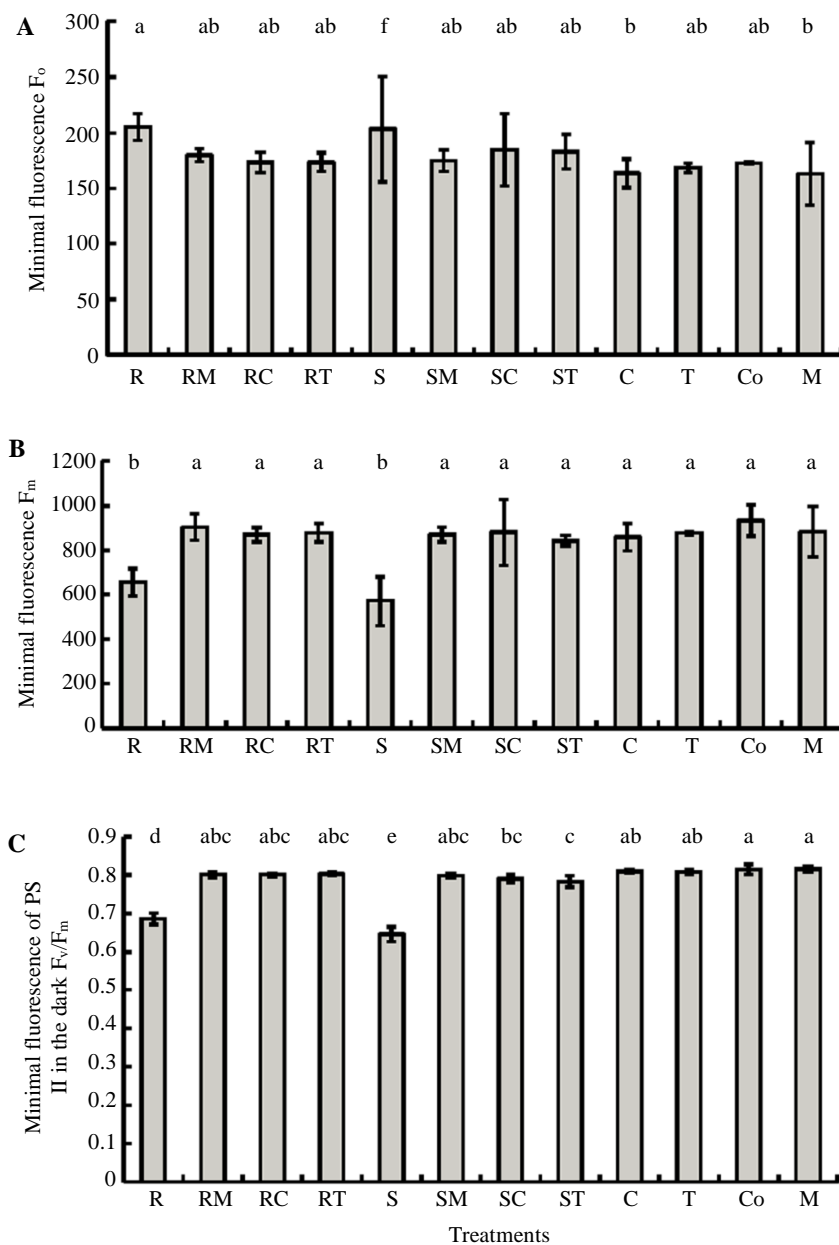 A
a ab ab ab f ab ab ab b ab ab b
Minimal fluorescence Fo
300
250
200
150
100
50
0
R RM RC RT S SM SC ST C T Co M
B
b a a a b a a a a a a a
Minimal fluorescence Fm
1200
1000
800
600
400
200
0
R RM RC RT S SM SC ST C T Co M
C
d abc abc abc e abc bc c ab ab a a
Minimal fluorescence of PS
II in the dark Fv/Fm
0.9
0.8
0.7
0.6
0.5
0.4
0.3
0.2
0.1
0
R RM RC RT S SM SC ST C T Co M
Treatments